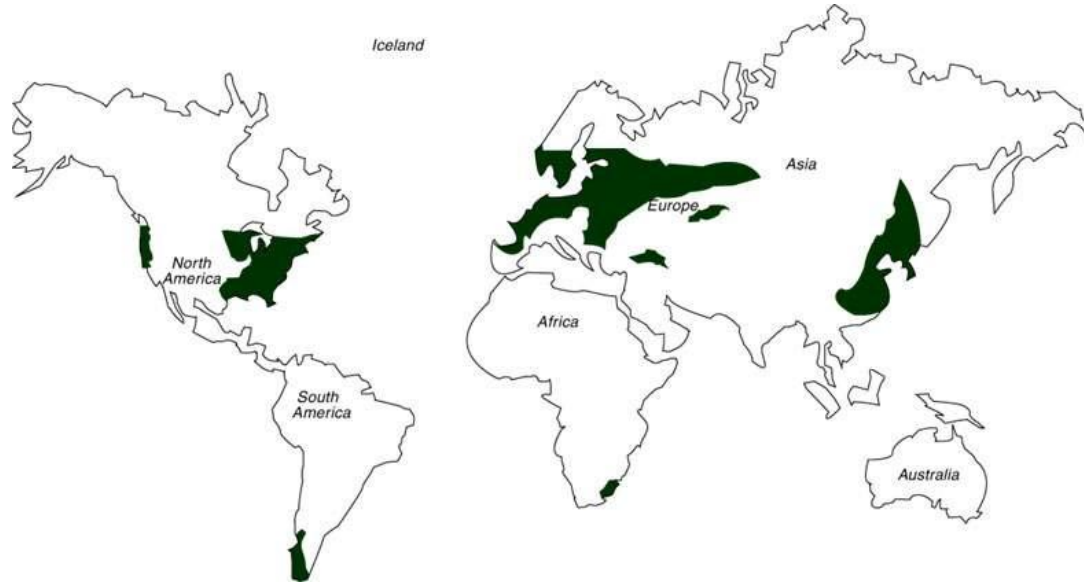 Iceland
Asia
Europe
North
America
Africa
South
America
Australia